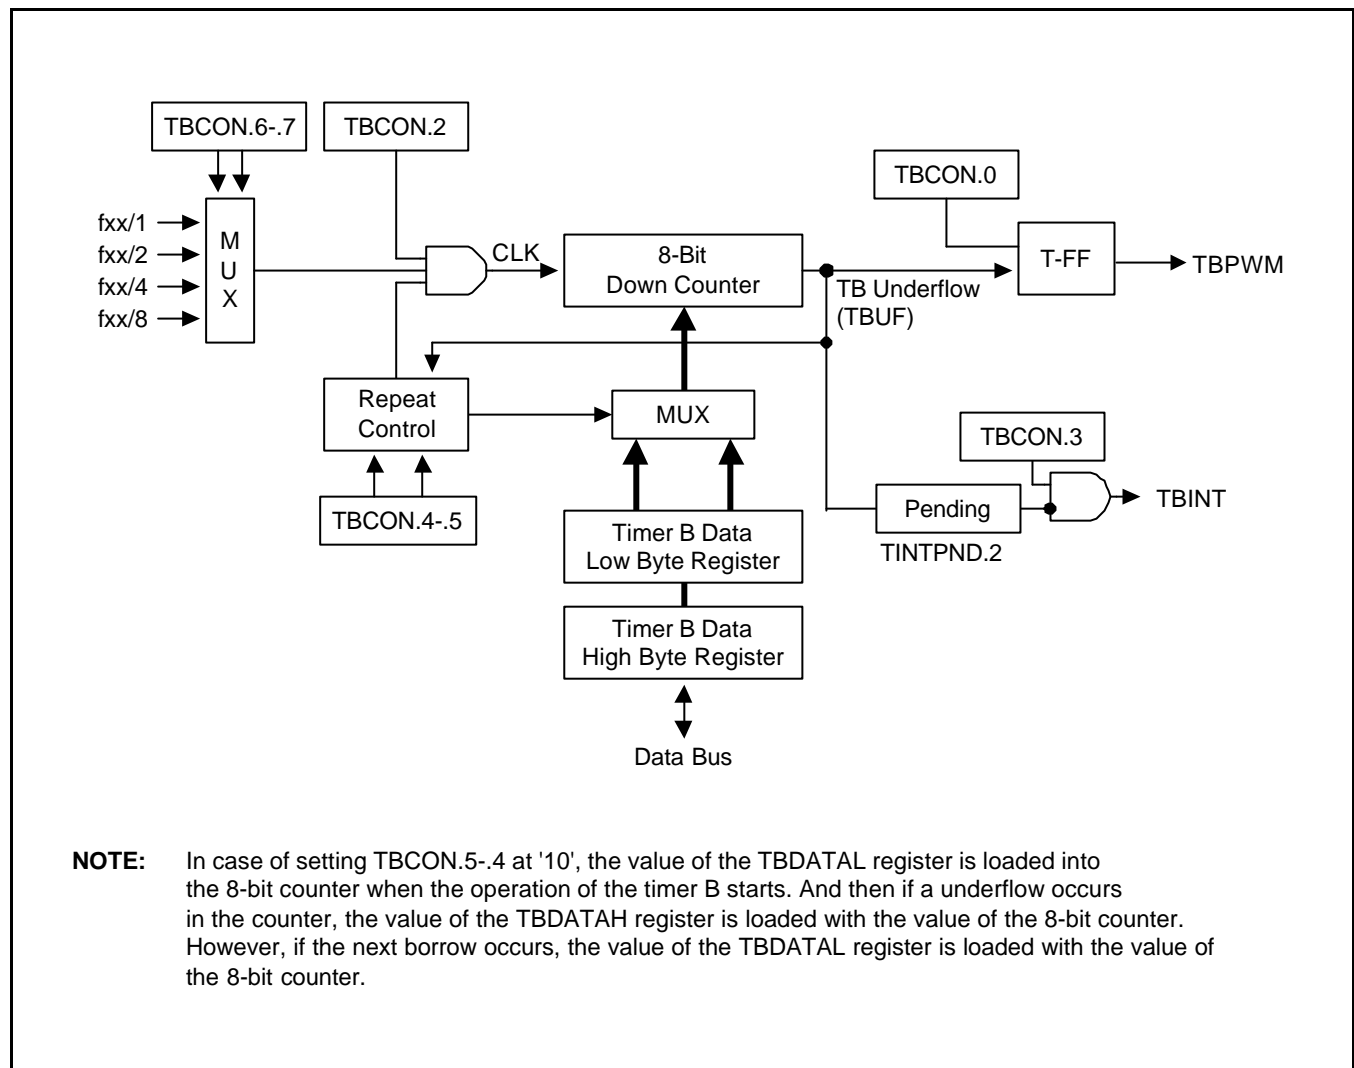 TBCON.6-.7
TBCON.2
TBCON.0
fxx/1
fxx/2
fxx/4
fxx/8
M
U
X
CLK
8-Bit
Down Counter
T-FF
TBPWM
TB Underflow
(TBUF)
Repeat
Control
MUX
TBCON.3
TBCON.4-.5
Pending
TBINT
TINTPND.2
Timer B Data
Low Byte Register
Timer B Data
High Byte Register
Data Bus
NOTE: In case of setting TBCON.5-.4 at '10', the value of the TBDATAL register is loaded into
the 8-bit counter when the operation of the timer B starts. And then if a underflow occurs
in the counter, the value of the TBDATAH register is loaded with the value of the 8-bit counter.
However, if the next borrow occurs, the value of the TBDATAL register is loaded with the value of
the 8-bit counter.